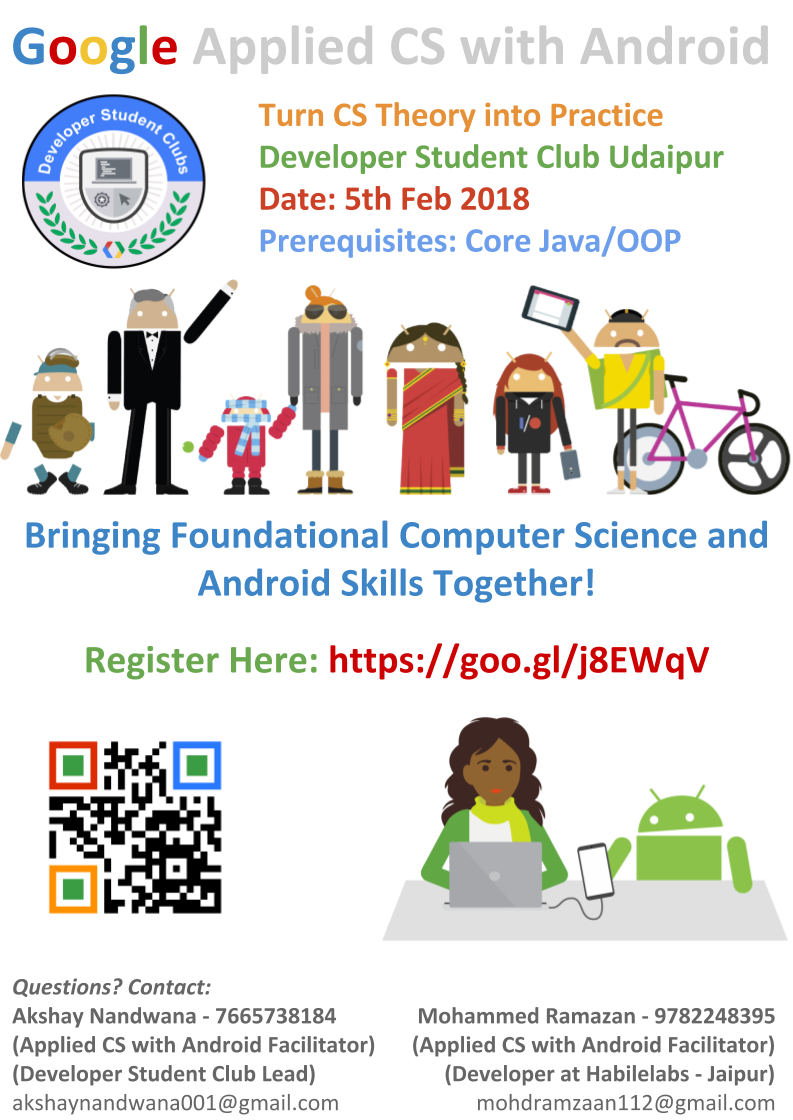 Google Applied CS with Android
Developer Student Clubs
Turn CS Theory into Practice
Developer Student Club Udaipur
Date: 5th Feb 2018
Prerequisites: Core Java/OOP
Bringing Foundational Computer Science and
Android Skills Together!
Register Here: https://goo.gl/j8EWqV
Questions? Contact:
Akshay Nandwana - 7665738184
(Applied CS with Android Facilitator)
(Developer Student Club Lead)
akshaynandwana001@gmail.com
Mohammed Ramazan - 9782248395
(Applied CS with Android Facilitator)
(Developer at Habilelabs - Jaipur)
mohdramzaan112@gmail.com